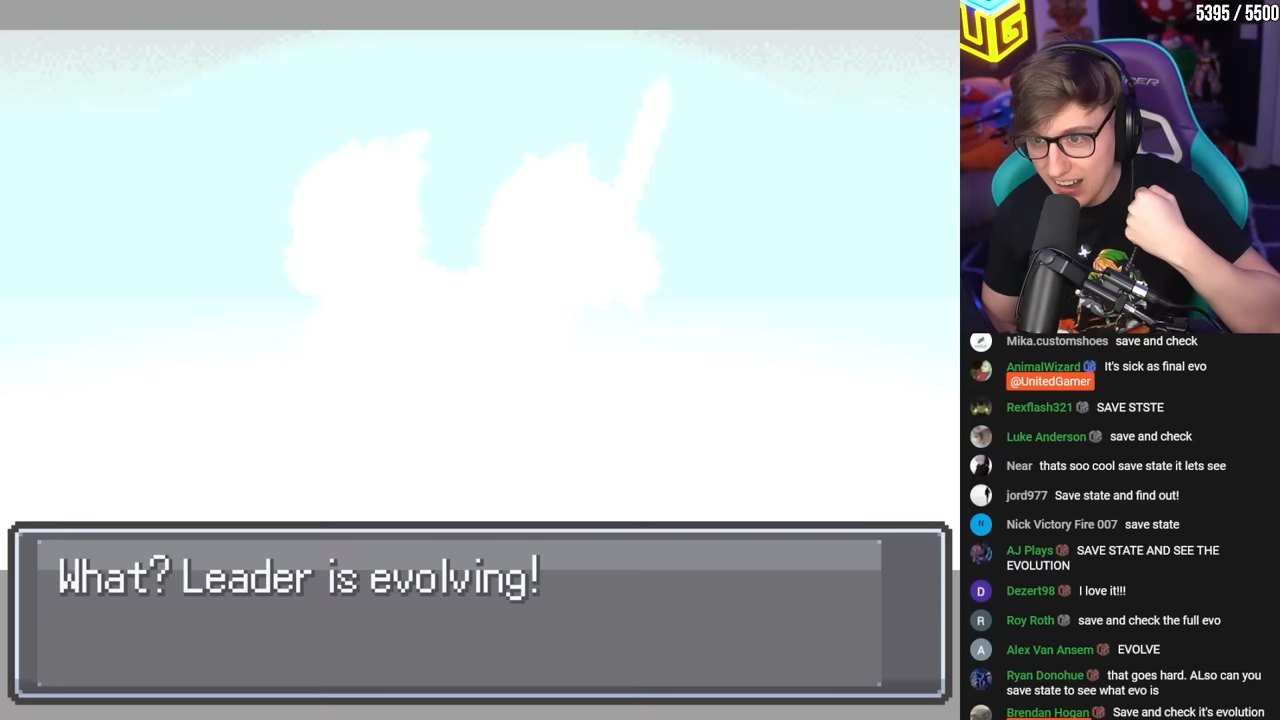 5395 / 5500
UG
CER
Mika.customshoes save and check
AnimalWizard It's sick as final evo
@UnitedGamer
Rexflash321 SAVE STSTE
Luke Anderson save and check
Near thats soo cool save state it lets see
jord977 Save state and find out!
N Nick Victory Fire 007 save state
AJ Plays SAVE STATE AND SEE THE
EVOLUTION
D Dezert98 I love it!!!
R Roy Roth save and check the full evo
A Alex Van Ansem EVOLVE
Ryan Donohue that goes hard. ALso can you
save state to see what evo is
Brendan Hogan Save and check it's evolution
What? Leader is evolving!